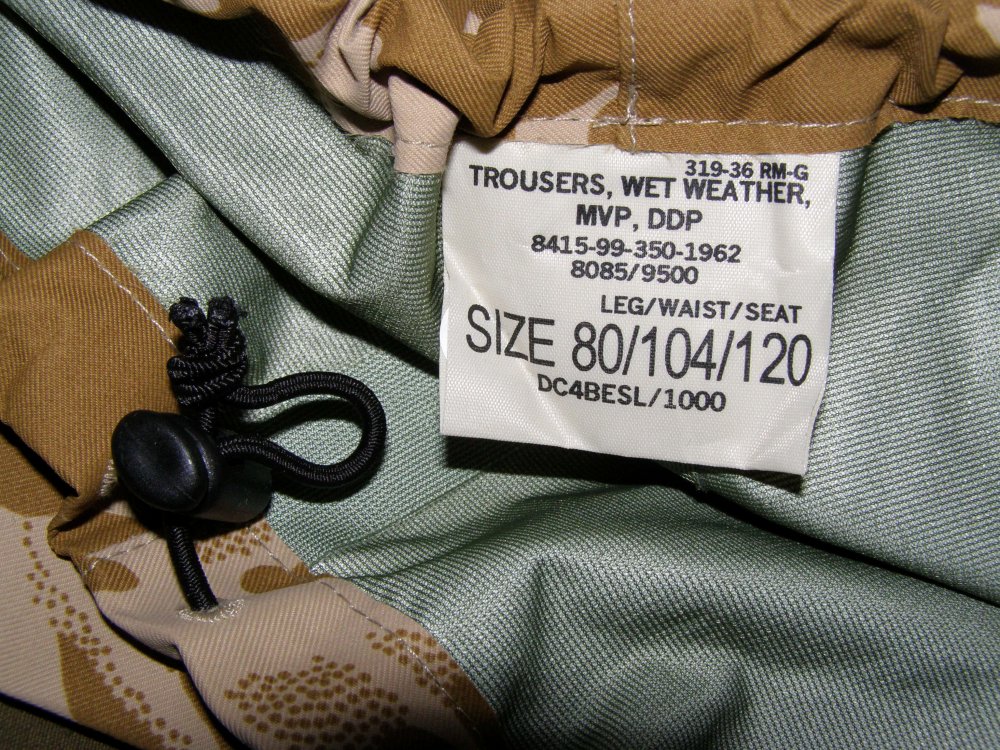 319-36 RM-G
TROUSERS, WET WEATHER,
MVP, DDP
8415-99-350-1962
8085/9500
LEG/WAIST/SEAT
SIZE 80/104/120
DC4BESL/1000